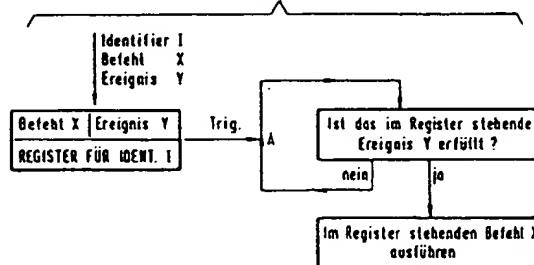 Identifier I
Befehl X
Ereignis Y
Befehl X | Ereignis Y
REGISTER FÜR IDENT. I
Trig.
A
Ist das im Register stehende
Ereignis Y erfüllt ?
nein
ja
Im Register stehenden Befehl X
ausführen